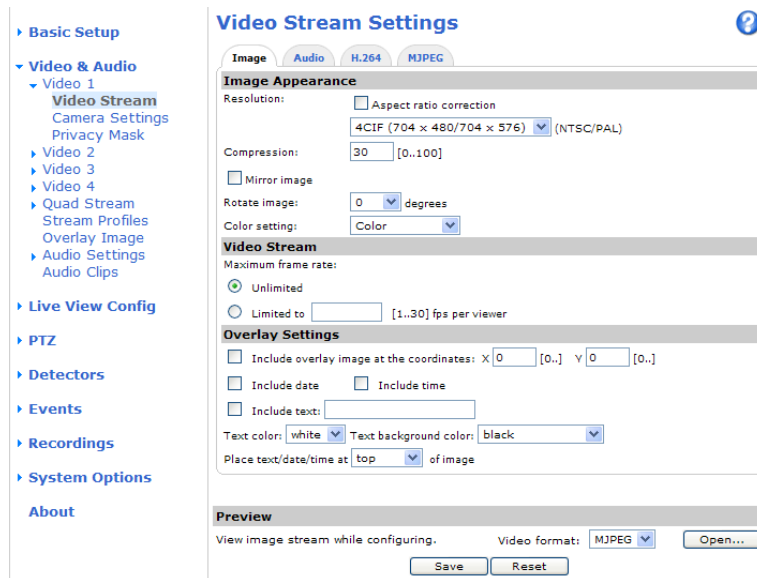 Basic Setup
Video & Audio
Video 1
Video Stream
Camera Settings
Privacy Mask
Video 2
Video 3
Video 4
Quad Stream
Stream Profiles
Overlay Image
Audio Settings
Audio Clips
Live View Config
PTZ
Detectors
Events
Recordings
System Options
About
Video Stream Settings ?
Image Audio H.264 MJPEG
Image Appearance
Resolution: Aspect ratio correction
4CIF (704 x 480/704 x 576) (NTSC/PAL)
Compression: 30 [0..100]
Mirror image
Rotate image: 0 degrees
Color setting: Color
Video Stream
Maximum frame rate:
Unlimited
Limited to [1..30] fps per viewer
Overlay Settings
Include overlay image at the coordinates: X 0 [0..] Y 0 [0..]
Include date Include time
Include text:
Text color: white Text background color: black
Place text/date/time at top of image
Preview
View image stream while configuring. Video format: MJPEG Open...
Save Reset